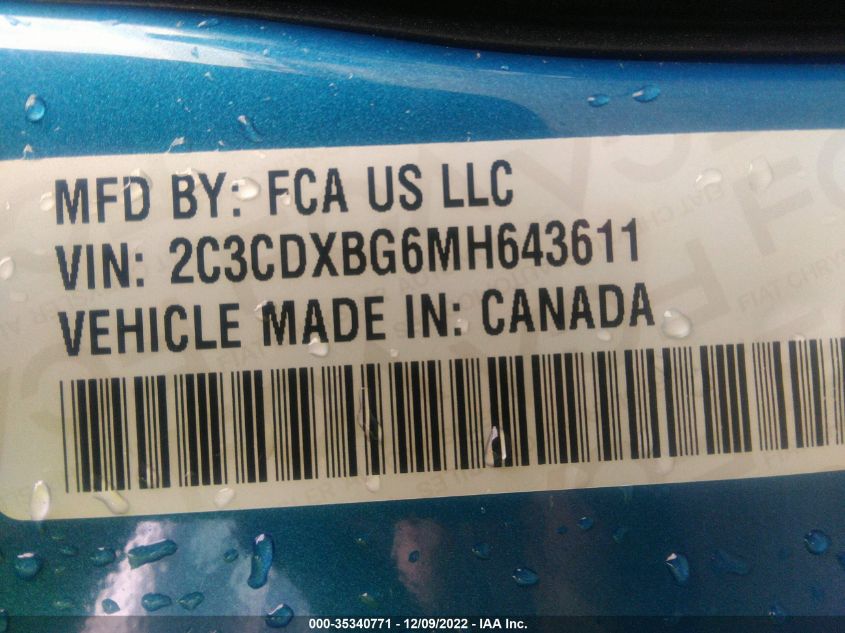 MFD BY: FCA US LLC
VIN: 2C3CDXBG6MH643611
VEHICLE MADE IN: CANADA
000-35340771 - 12/09/2022 - IAA Inc.